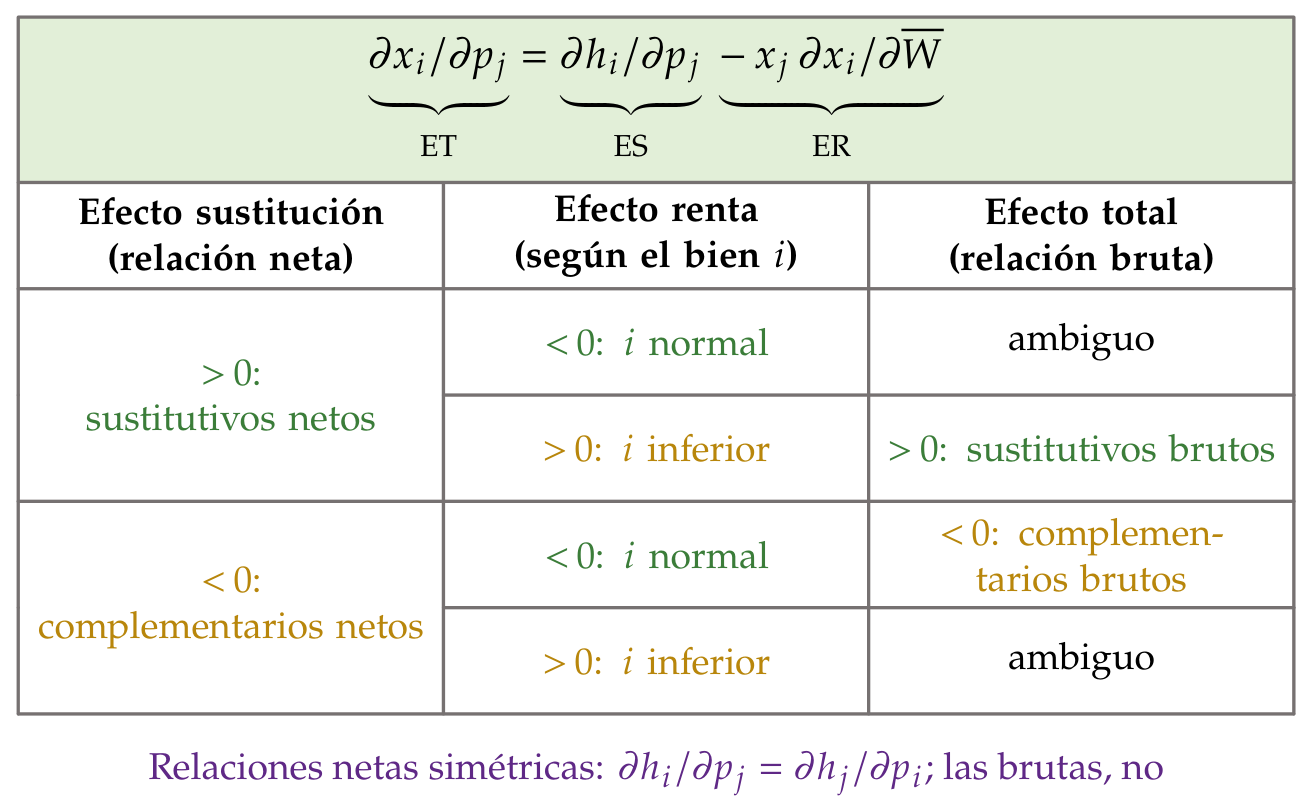 ∂x_i/∂p_j = ∂h_i/∂p_j − x_j ∂x_i/∂W̅
ET ES ER
Efecto sustitución
(relación neta)
Efecto renta
(según el bien i)
Efecto total
(relación bruta)
> 0:
sustitutivos netos
< 0: i normal
ambiguo
> 0: i inferior
> 0: sustitutivos brutos
< 0:
complementarios netos
< 0: i normal
< 0: complemen-
tarios brutos
> 0: i inferior
ambiguo
Relaciones netas simétricas: ∂h_i/∂p_j = ∂h_j/∂p_i; las brutas, no